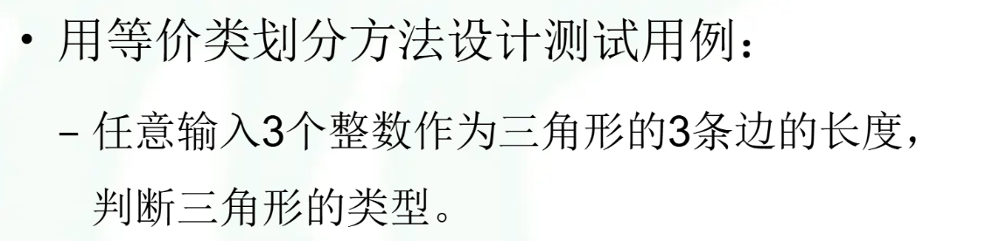 • 用等价类划分方法设计测试用例：
– 任意输入3个整数作为三角形的3条边的长度，
判断三角形的类型。